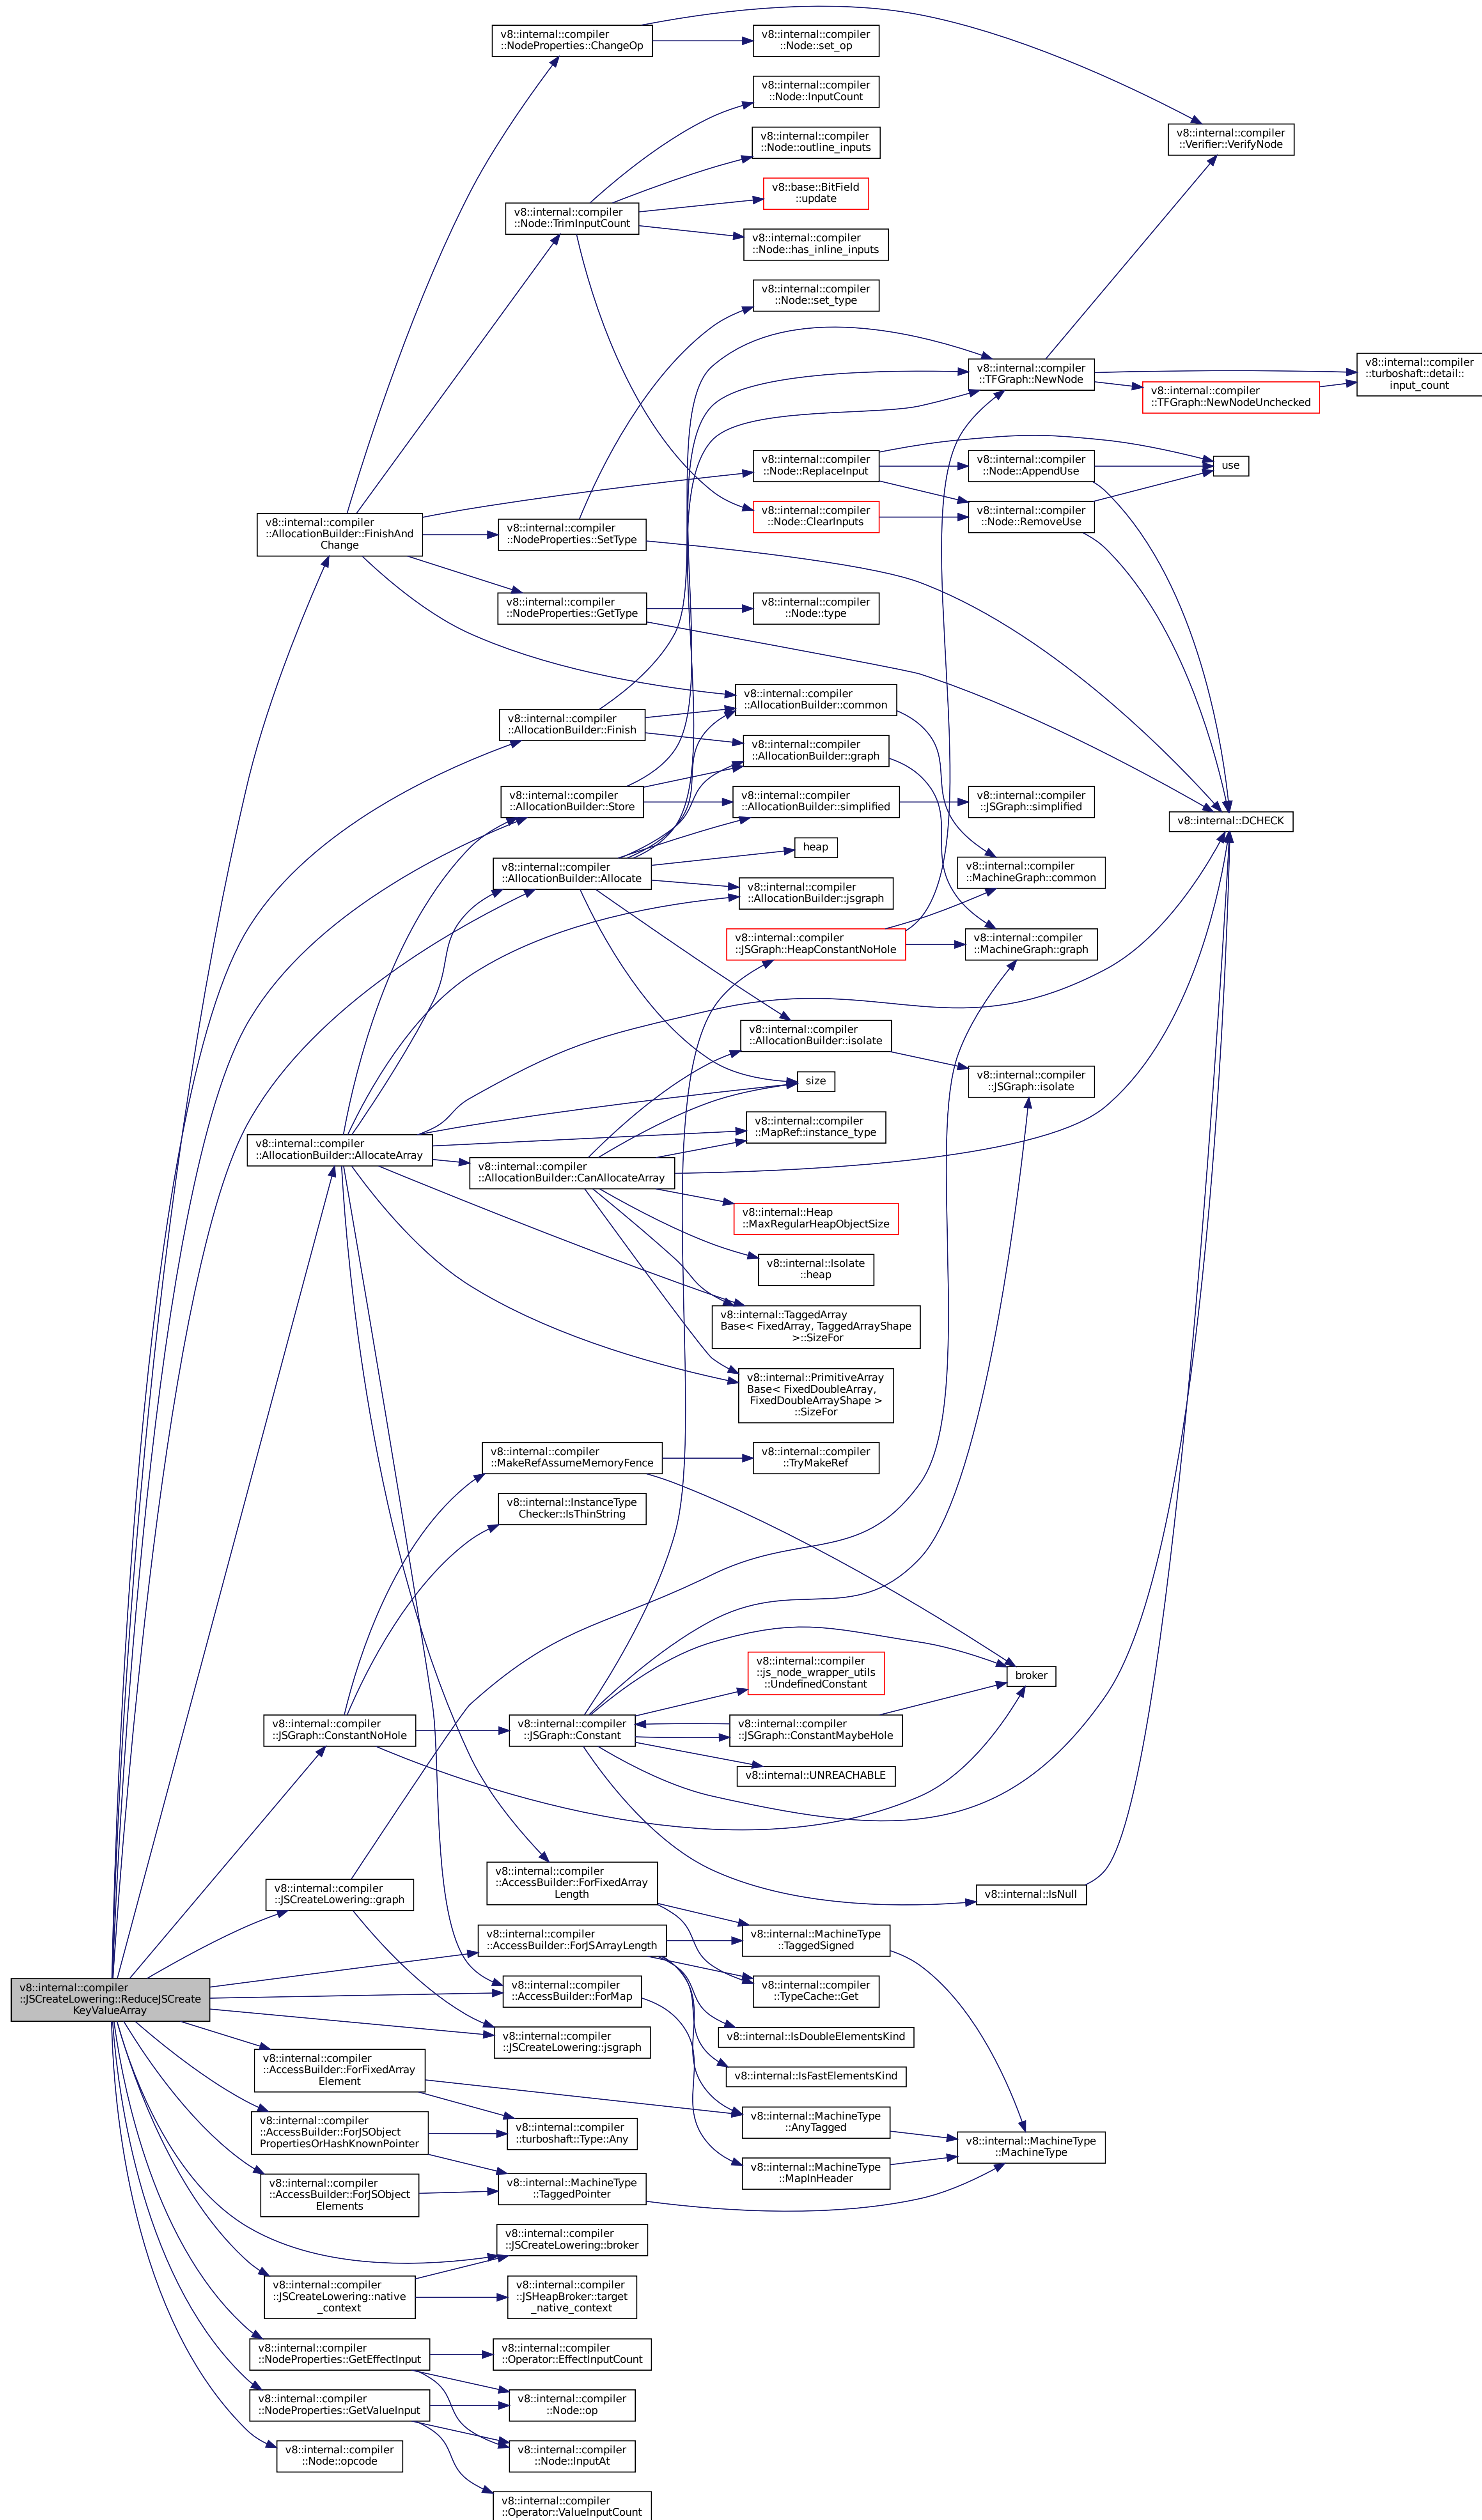 v8::internal::compiler
::NodeProperties::ChangeOp
v8::internal::compiler
::Node::set_op
v8::internal::compiler
::Node::InputCount
v8::internal::compiler
::Node::outline_inputs
v8::internal::compiler
::Verifier::VerifyNode
v8::base::BitField
::update
v8::internal::compiler
::Node::TrimInputCount
v8::internal::compiler
::Node::has_inline_inputs
v8::internal::compiler
::Node::set_type
v8::internal::compiler
::TFGraph::NewNode
v8::internal::compiler
::turboshaft::detail::
input_count
v8::internal::compiler
::TFGraph::NewNodeUnchecked
v8::internal::compiler
::Node::ReplaceInput
v8::internal::compiler
::Node::AppendUse
use
v8::internal::compiler
::Node::ClearInputs
v8::internal::compiler
::Node::RemoveUse
v8::internal::compiler
::AllocationBuilder::FinishAnd
Change
v8::internal::compiler
::NodeProperties::SetType
v8::internal::compiler
::NodeProperties::GetType
v8::internal::compiler
::Node::type
v8::internal::compiler
::AllocationBuilder::common
v8::internal::compiler
::AllocationBuilder::Finish
v8::internal::compiler
::AllocationBuilder::graph
v8::internal::compiler
::AllocationBuilder::Store
v8::internal::compiler
::AllocationBuilder::simplified
v8::internal::compiler
::JSGraph::simplified
v8::internal::DCHECK
heap
v8::internal::compiler
::AllocationBuilder::Allocate
v8::internal::compiler
::MachineGraph::common
v8::internal::compiler
::AllocationBuilder::jsgraph
v8::internal::compiler
::JSGraph::HeapConstantNoHole
v8::internal::compiler
::MachineGraph::graph
v8::internal::compiler
::AllocationBuilder::isolate
size
v8::internal::compiler
::JSGraph::isolate
v8::internal::compiler
::MapRef::instance_type
v8::internal::compiler
::AllocationBuilder::AllocateArray
v8::internal::compiler
::AllocationBuilder::CanAllocateArray
v8::internal::Heap
::MaxRegularHeapObjectSize
v8::internal::Isolate
::heap
v8::internal::TaggedArray
Base< FixedArray, TaggedArrayShape
>::SizeFor
v8::internal::PrimitiveArray
Base< FixedDoubleArray,
FixedDoubleArrayShape >
::SizeFor
v8::internal::compiler
::MakeRefAssumeMemoryFence
v8::internal::compiler
::TryMakeRef
v8::internal::InstanceType
Checker::IsThinString
v8::internal::compiler
::js_node_wrapper_utils
::UndefinedConstant
broker
v8::internal::compiler
::JSGraph::ConstantNoHole
v8::internal::compiler
::JSGraph::Constant
v8::internal::compiler
::JSGraph::ConstantMaybeHole
v8::internal::UNREACHABLE
v8::internal::compiler
::AccessBuilder::ForFixedArray
Length
v8::internal::IsNull
v8::internal::compiler
::JSCreateLowering::graph
v8::internal::compiler
::AccessBuilder::ForJSArrayLength
v8::internal::MachineType
::TaggedSigned
v8::internal::compiler
::JSCreateLowering::ReduceJSCreate
KeyValueArray
v8::internal::compiler
::AccessBuilder::ForMap
v8::internal::compiler
::TypeCache::Get
v8::internal::compiler
::JSCreateLowering::jsgraph
v8::internal::IsDoubleElementsKind
v8::internal::compiler
::AccessBuilder::ForFixedArray
Element
v8::internal::IsFastElementsKind
v8::internal::compiler
::AccessBuilder::ForJSObject
PropertiesOrHashKnownPointer
v8::internal::compiler
::turboshaft::Type::Any
v8::internal::MachineType
::AnyTagged
v8::internal::MachineType
::MachineType
v8::internal::MachineType
::MapInHeader
v8::internal::compiler
::AccessBuilder::ForJSObject
Elements
v8::internal::MachineType
::TaggedPointer
v8::internal::compiler
::JSCreateLowering::broker
v8::internal::compiler
::JSCreateLowering::native
_context
v8::internal::compiler
::JSHeapBroker::target
_native_context
v8::internal::compiler
::NodeProperties::GetEffectInput
v8::internal::compiler
::Operator::EffectInputCount
v8::internal::compiler
::NodeProperties::GetValueInput
v8::internal::compiler
::Node::op
v8::internal::compiler
::Node::opcode
v8::internal::compiler
::Node::InputAt
v8::internal::compiler
::Operator::ValueInputCount